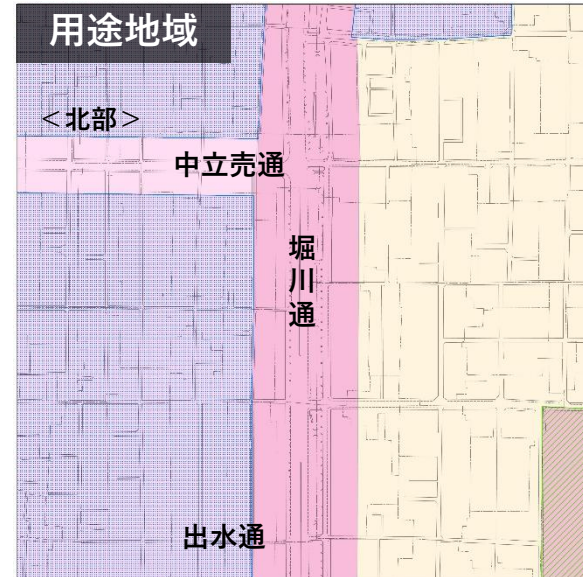 用途地域
＜北部＞
中立売通
堀川通
出水通